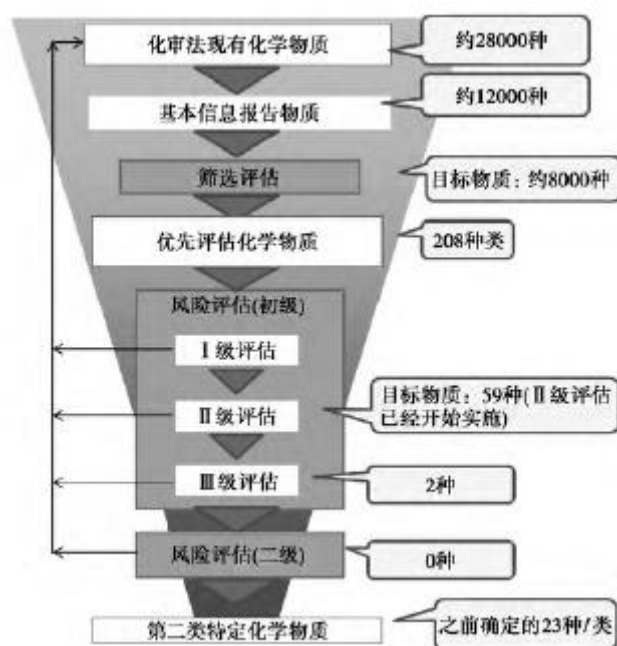 化审法现有化学物质
约28000种
基本信息报告物质
约12000种
筛选评估
目标物质：约8000种
优先评估化学物质
208种类
风险评估(初级)
Ⅰ级评估
目标物质：59种(Ⅱ级评估
已经开始实施)
Ⅱ级评估
Ⅲ级评估
2种
风险评估(二级)
0种
第二类特定化学物质
之前确定的23种/类